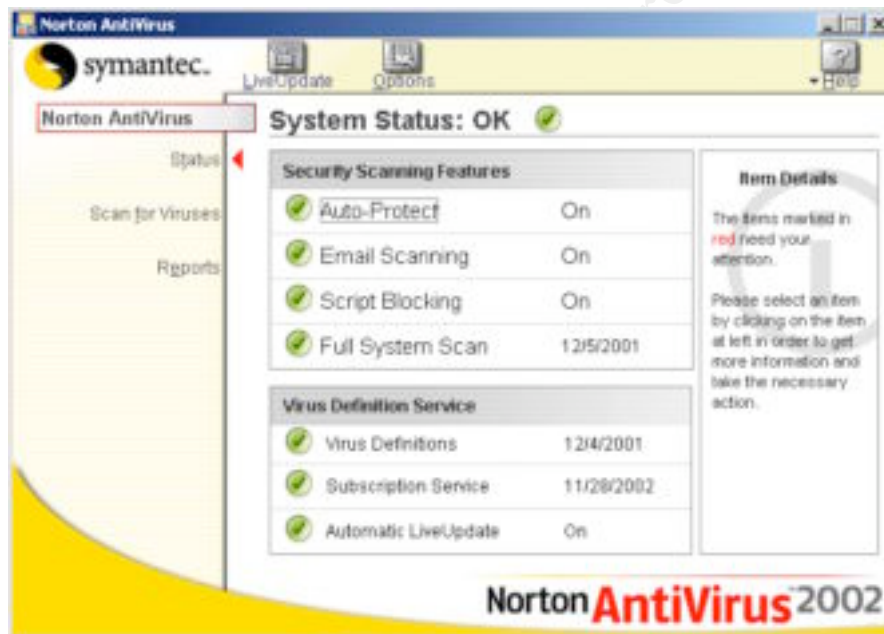 Norton AntiVirus
symantec.
LiveUpdate Options Help
Norton AntiVirus
Status
Scan for Viruses
Reports
System Status: OK
Security Scanning Features
Auto-Protect On
Email Scanning On
Script Blocking On
Full System Scan 12/5/2001
Virus Definition Service
Virus Definitions 12/4/2001
Subscription Service 11/28/2002
Automatic LiveUpdate On
Item Details
The items marked in
red need your
attention.
Please select an item
by clicking on the item
at left in order to get
more information and
take the necessary
action.
Norton AntiVirus 2002